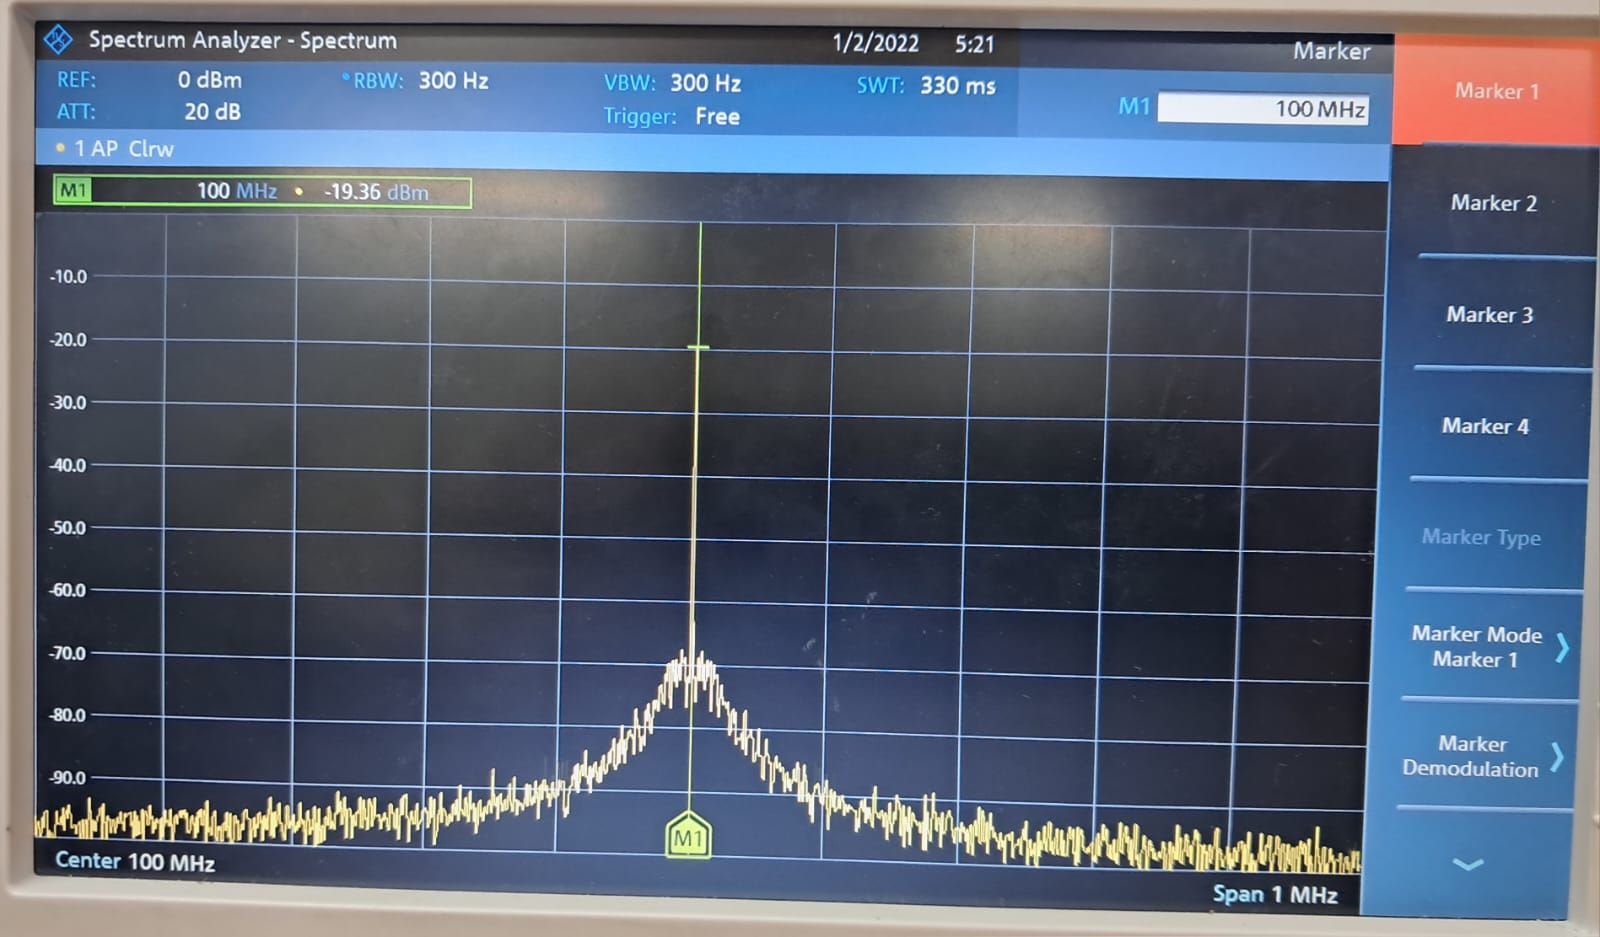 Spectrum Analyzer - Spectrum 1/2/2022 5:21 Marker
REF: 0 dBm RBW: 300 Hz VBW: 300 Hz SWT: 330 ms
ATT: 20 dB Trigger: Free M1 100 MHz
1 AP Clrw
M1 100 MHz • -19.36 dBm
-10.0
-20.0
-30.0
-40.0
-50.0
-60.0
-70.0
-80.0
-90.0
M1
Center 100 MHz Span 1 MHz
Marker 1
Marker 2
Marker 3
Marker 4
Marker Type
Marker Mode
Marker 1
Marker
Demodulation